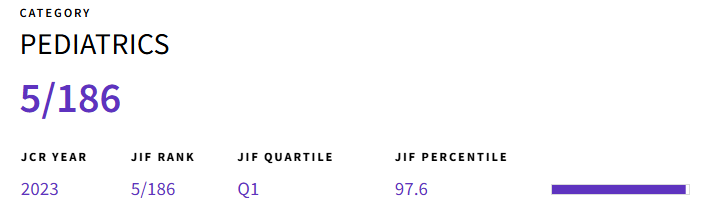 CATEGORY
PEDIATRICS
5/186
JCR YEAR JIF RANK JIF QUARTILE JIF PERCENTILE
2023 5/186 Q1 97.6